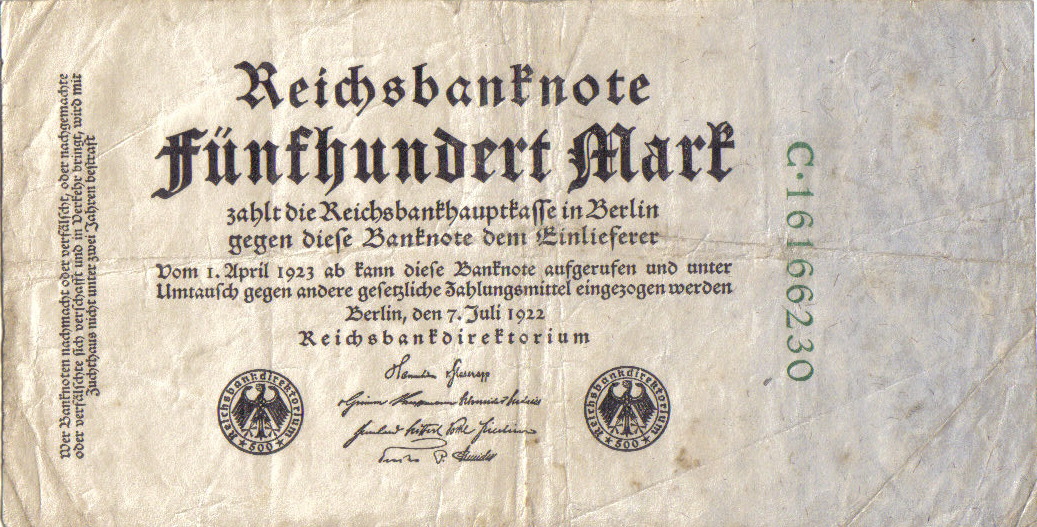 Reichsbanknote
Fünfhundert Mark
zahlt die Reichsbankhauptkasse in Berlin
gegen diese Banknote dem Einlieferer
Vom 1. April 1923 ab kann diese Banknote aufgerufen und unter
Umtausch gegen andere gesetzliche Zahlungsmittel eingezogen werden
Berlin, den 7. Juli 1922
Reichsbankdirektorium
Wer Banknoten nachmacht oder verfälscht, oder nachgemachte
oder verfälschte sich verschafft und in Verkehr bringt, wird mit
Zuchthaus nicht unter zwei Jahren bestraft
C·16166230
Reichsbankdirektorium
★ 500 ★
Reichsbankdirektorium
★ 500 ★